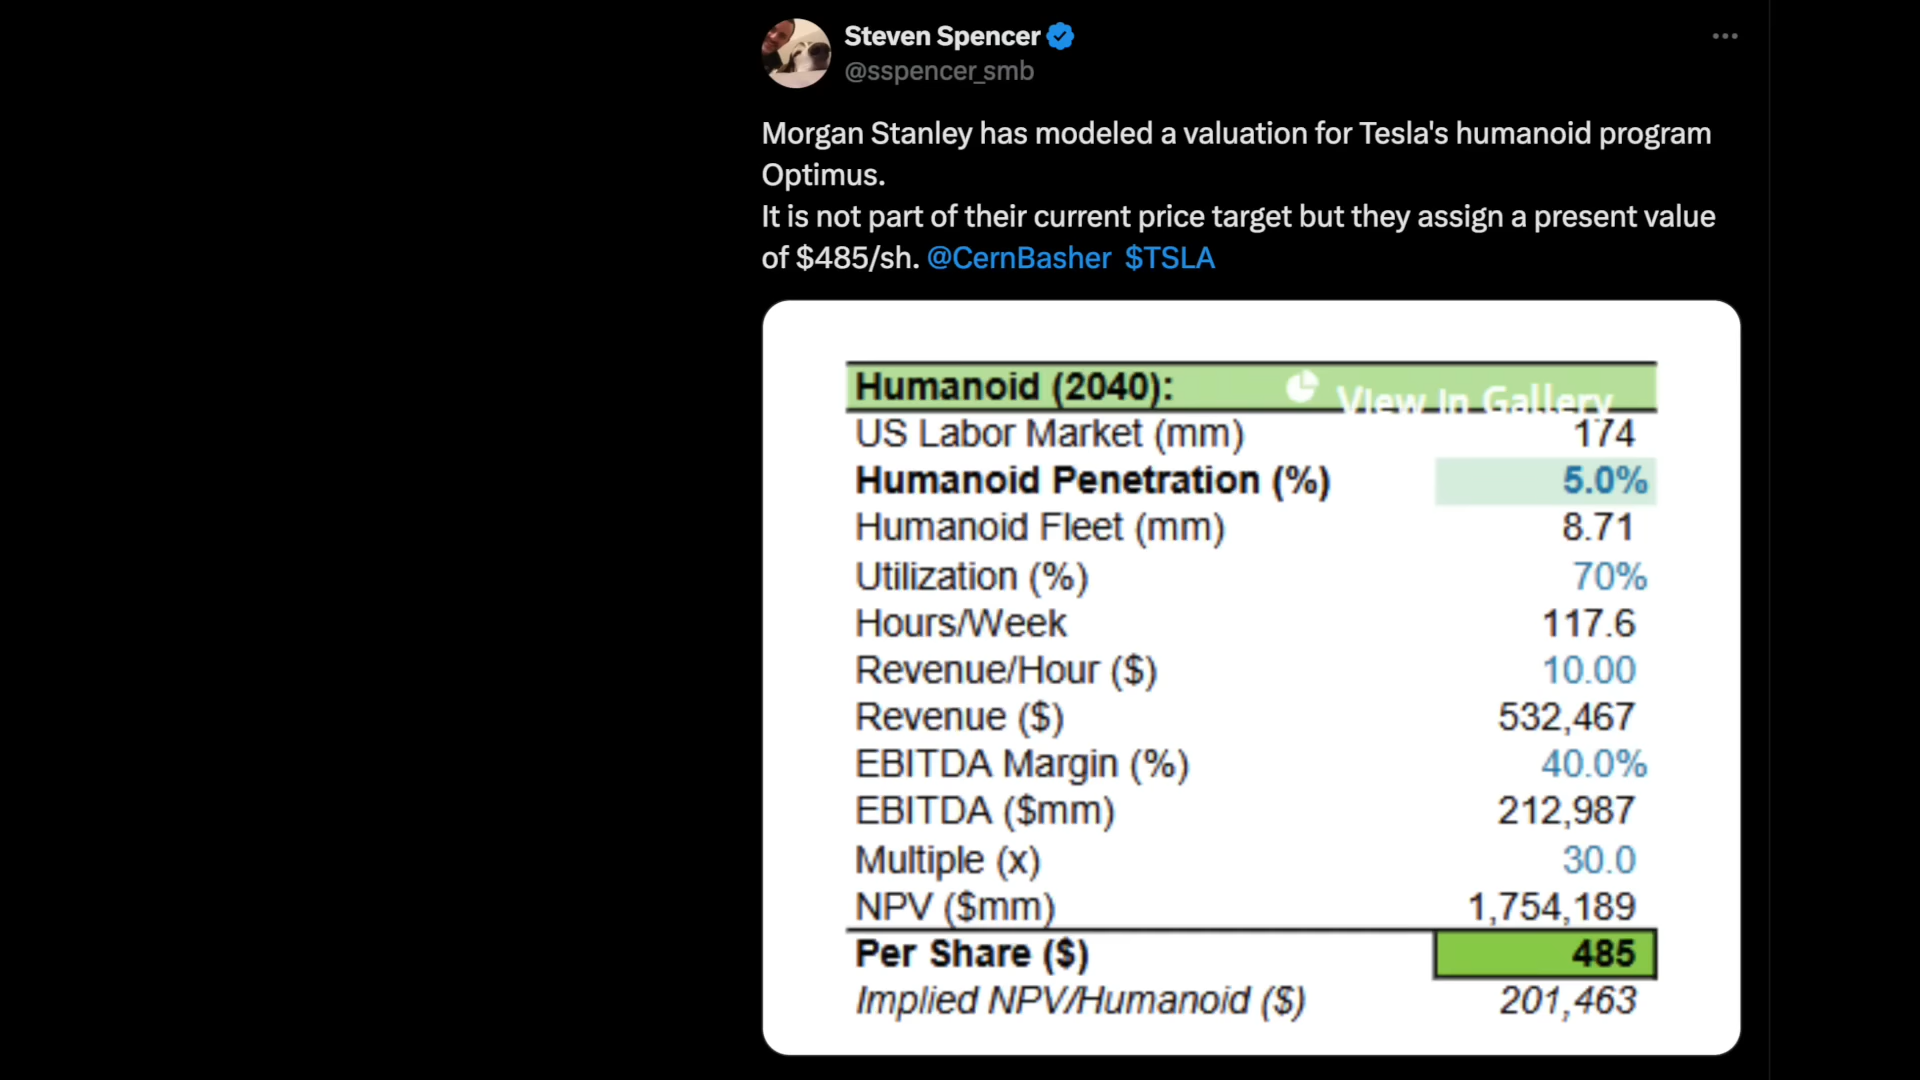 Steven Spencer
@sspencer_smb
Morgan Stanley has modeled a valuation for Tesla's humanoid program
Optimus.
It is not part of their current price target but they assign a present value
of $485/sh. @CernBasher $TSLA
Humanoid (2040): View in Gallery
US Labor Market (mm) 174
Humanoid Penetration (%) 5.0%
Humanoid Fleet (mm) 8.71
Utilization (%) 70%
Hours/Week 117.6
Revenue/Hour ($) 10.00
Revenue ($) 532,467
EBITDA Margin (%) 40.0%
EBITDA ($mm) 212,987
Multiple (x) 30.0
NPV ($mm) 1,754,189
Per Share ($) 485
Implied NPV/Humanoid ($) 201,463